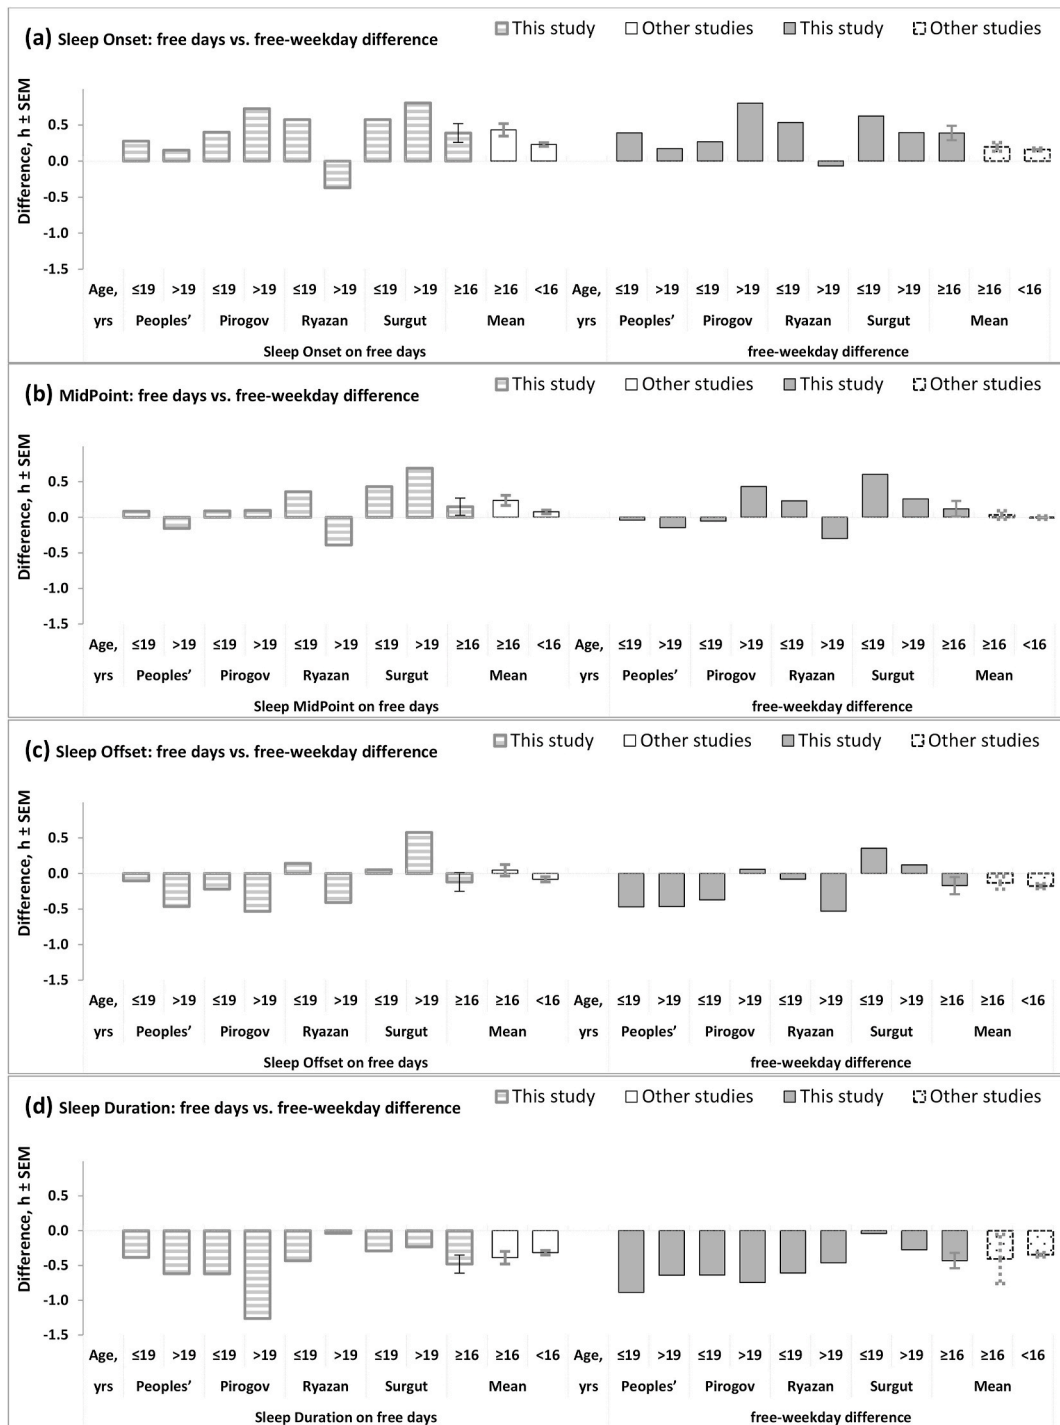 (a) Sleep Onset: free days vs. free-weekday difference
This study Other studies This study Other studies
Difference, h ± SEM
0.5
0.0
-0.5
-1.0
-1.5
Age, ≤19 >19 ≤19 >19 ≤19 >19 ≤19 >19 ≥16 ≥16 <16 Age, ≤19 >19 ≤19 >19 ≤19 >19 ≤19 >19 ≥16 ≥16 <16
yrs Peoples’ Pirogov Ryazan Surgut Mean yrs Peoples’ Pirogov Ryazan Surgut Mean
Sleep Onset on free days free-weekday difference
(b) MidPoint: free days vs. free-weekday difference
This study Other studies This study Other studies
Difference, h ± SEM
0.5
0.0
-0.5
-1.0
-1.5
Age, ≤19 >19 ≤19 >19 ≤19 >19 ≤19 >19 ≥16 ≥16 <16 Age, ≤19 >19 ≤19 >19 ≤19 >19 ≤19 >19 ≥16 ≥16 <16
yrs Peoples’ Pirogov Ryazan Surgut Mean yrs Peoples’ Pirogov Ryazan Surgut Mean
Sleep MidPoint on free days free-weekday difference
(c) Sleep Offset: free days vs. free-weekday difference
This study Other studies This study Other studies
Difference, h ± SEM
0.5
0.0
-0.5
-1.0
-1.5
Age, ≤19 >19 ≤19 >19 ≤19 >19 ≤19 >19 ≥16 ≥16 <16 Age, ≤19 >19 ≤19 >19 ≤19 >19 ≤19 >19 ≥16 ≥16 <16
yrs Peoples’ Pirogov Ryazan Surgut Mean yrs Peoples’ Pirogov Ryazan Surgut Mean
Sleep Offset on free days free-weekday difference
(d) Sleep Duration: free days vs. free-weekday difference
This study Other studies This study Other studies
Difference, h ± SEM
0.5
0.0
-0.5
-1.0
-1.5
Age, ≤19 >19 ≤19 >19 ≤19 >19 ≤19 >19 ≥16 ≥16 <16 Age, ≤19 >19 ≤19 >19 ≤19 >19 ≤19 >19 ≥16 ≥16 <16
yrs Peoples’ Pirogov Ryazan Surgut Mean yrs Peoples’ Pirogov Ryazan Surgut Mean
Sleep Duration on free days free-weekday difference